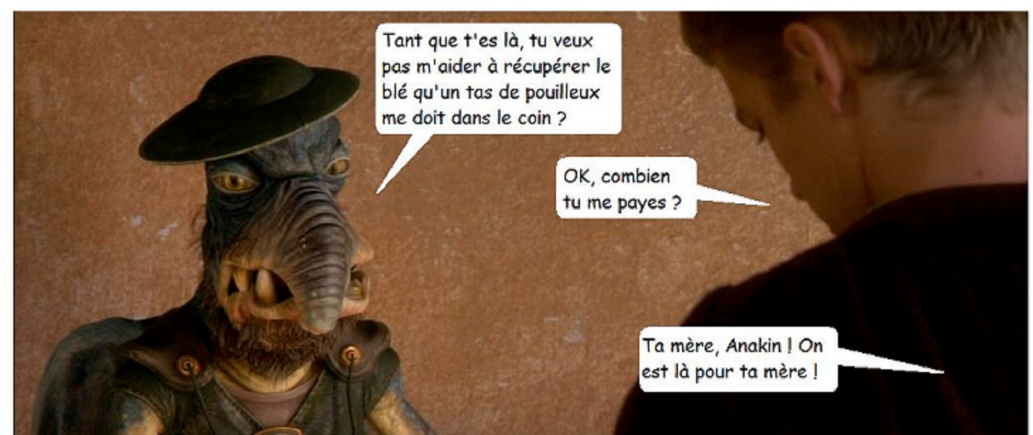 Tant que t'es là, tu veux
pas m'aider à récupérer le
blé qu'un tas de pouilleux
me doit dans le coin ?
OK, combien
tu me payes ?
Ta mère, Anakin ! On
est là pour ta mère !